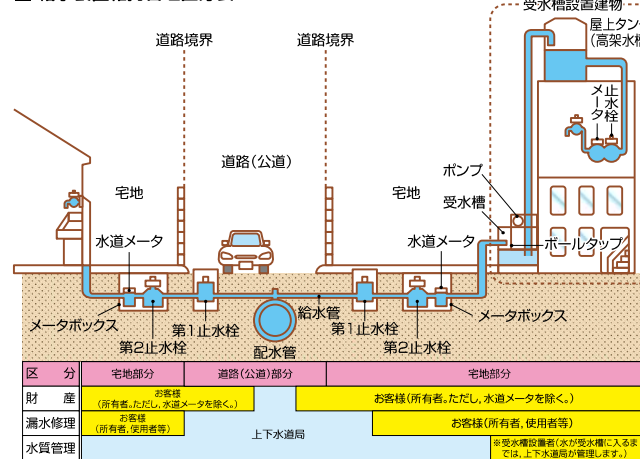 受水槽設置建物
屋上タン
(高架水槽
道路境界
道路境界
止水栓
メータ
道路(公道)
ポンプ
宅地
宅地
受水槽
水道メータ
水道メータ
ボールタップ
メータボックス
給水管
メータボックス
第1止水栓
第1止水栓
第2止水栓
配水管
第2止水栓
区 分
宅地部分
道路(公道)部分
宅地部分
財 産
お客様
(所有者。ただし、水道メータを除く。)
お客様(所有者。ただし、水道メータを除く。)
漏水修理
お客様
(所有者,使用者等)
上下水道局
お客様(所有者,使用者等)
水質管理
※受水槽設置者(水が受水槽に入るま
では,上下水道局が管理します。)